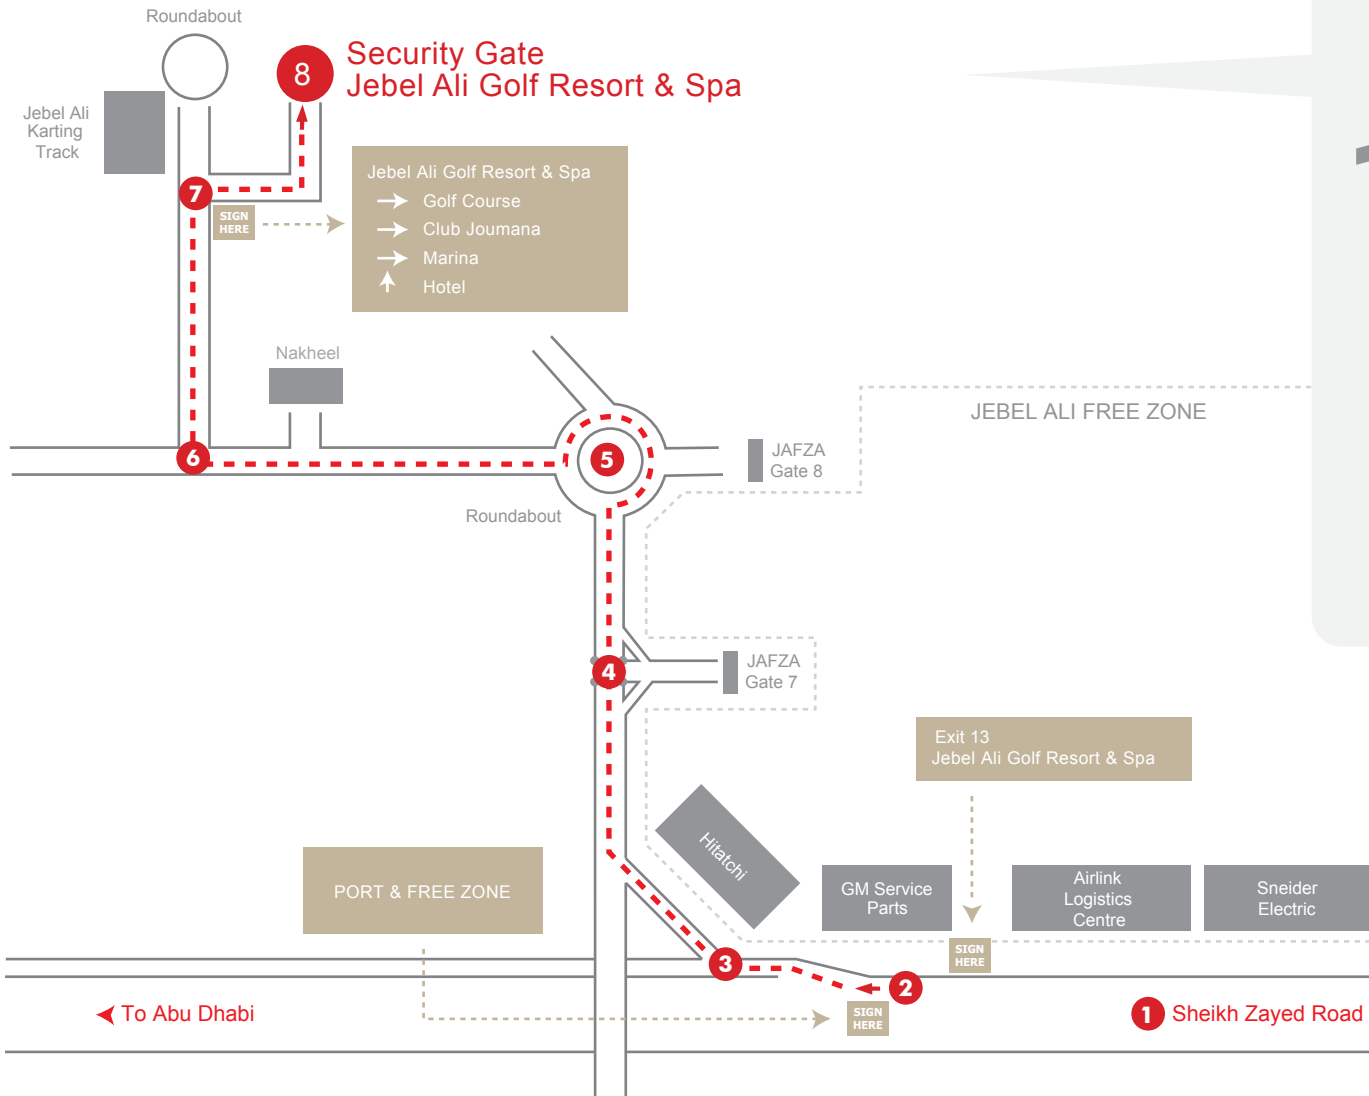 Roundabout
8
Security Gate
Jebel Ali Golf Resort & Spa
Jebel Ali
Karting
Track
7
SIGN
HERE
Jebel Ali Golf Resort & Spa
Golf Course
Club Joumana
Marina
Hotel
Nakheel
6
5
Roundabout
JAFZA
Gate 8
JEBEL ALI FREE ZONE
4
JAFZA
Gate 7
Exit 13
Jebel Ali Golf Resort & Spa
Hitatchi
GM Service
Parts
Airlink
Logistics
Centre
Sneider
Electric
PORT & FREE ZONE
SIGN
HERE
3
2
SIGN
HERE
To Abu Dhabi
1 Sheikh Zayed Road